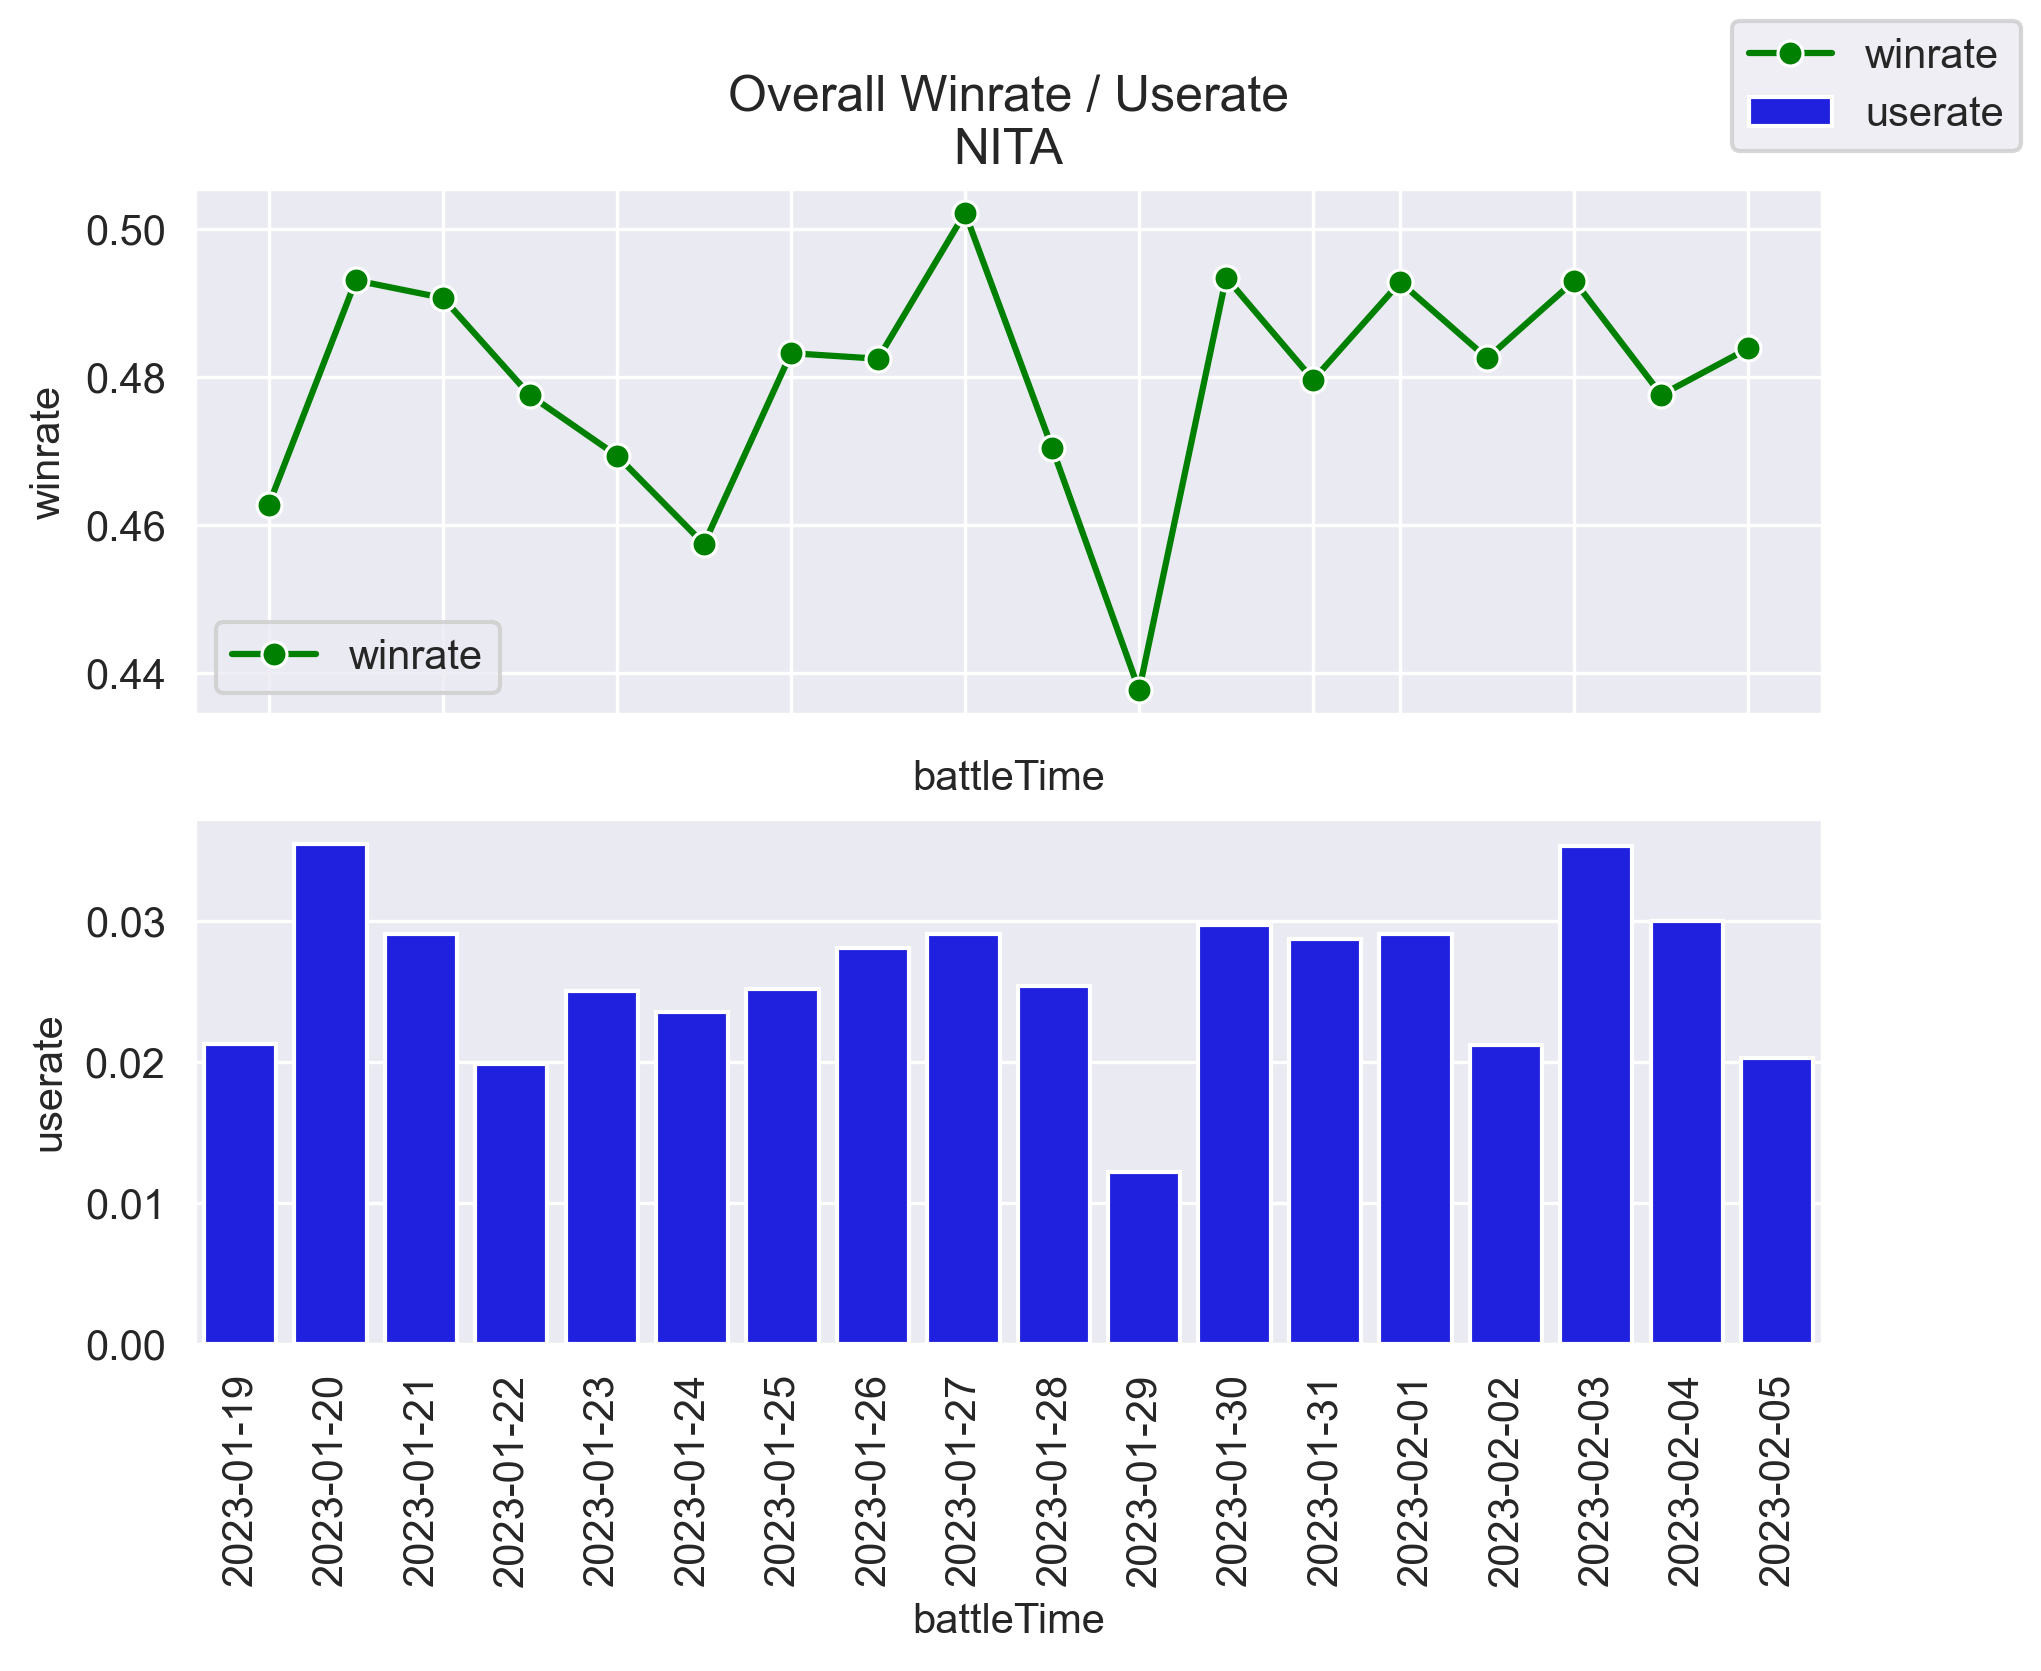 winrate
userate
Overall Winrate / Userate
NITA
0.50
0.48
0.46
0.44
winrate
winrate
battleTime
0.03
0.02
0.01
0.00
userate
2023-01-19
2023-01-20
2023-01-21
2023-01-22
2023-01-23
2023-01-24
2023-01-25
2023-01-26
2023-01-27
2023-01-28
2023-01-29
2023-01-30
2023-01-31
2023-02-01
2023-02-02
2023-02-03
2023-02-04
2023-02-05
battleTime